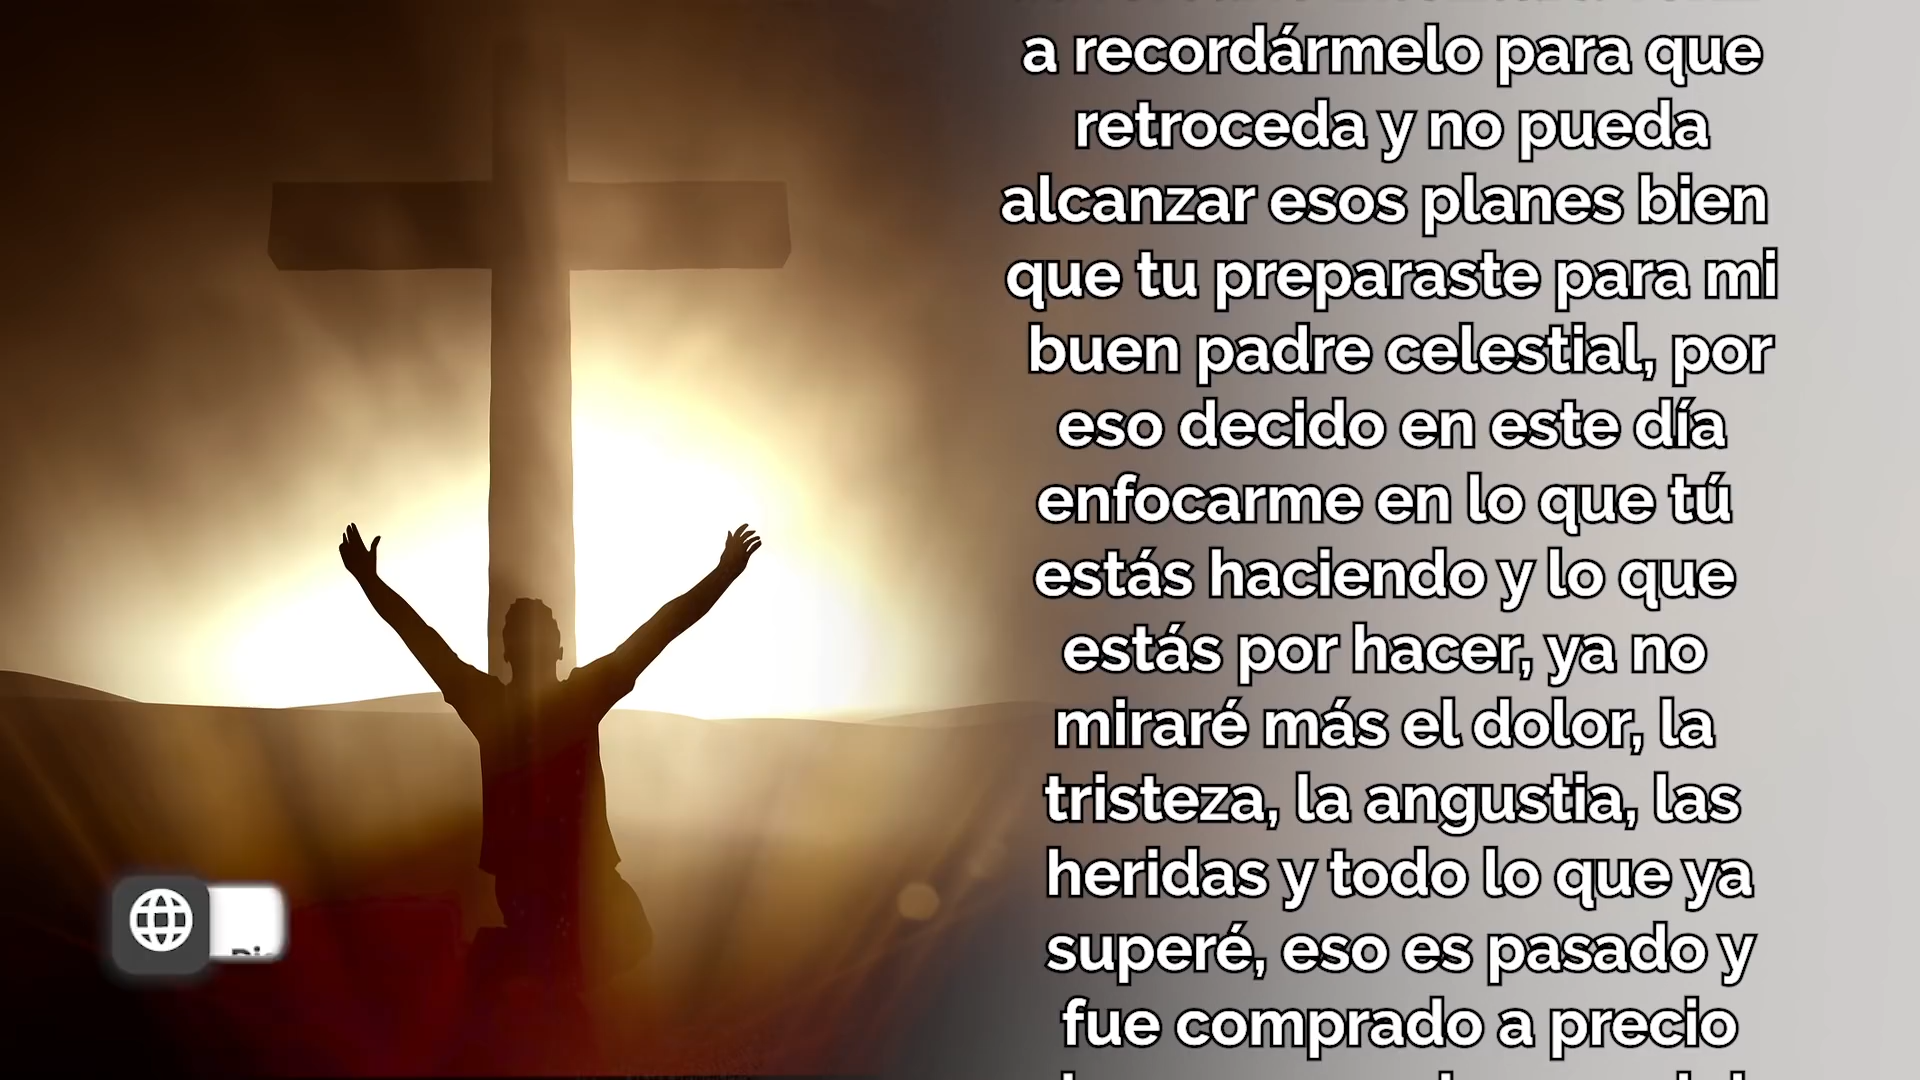 a recordármelo para que
retroceda y no pueda
alcanzar esos planes bien
que tu preparaste para mi
buen padre celestial, por
eso decido en este día
enfocarme en lo que tú
estás haciendo y lo que
estás por hacer, ya no
miraré más el dolor, la
tristeza, la angustia, las
heridas y todo lo que ya
superé, eso es pasado y
fue comprado a precio